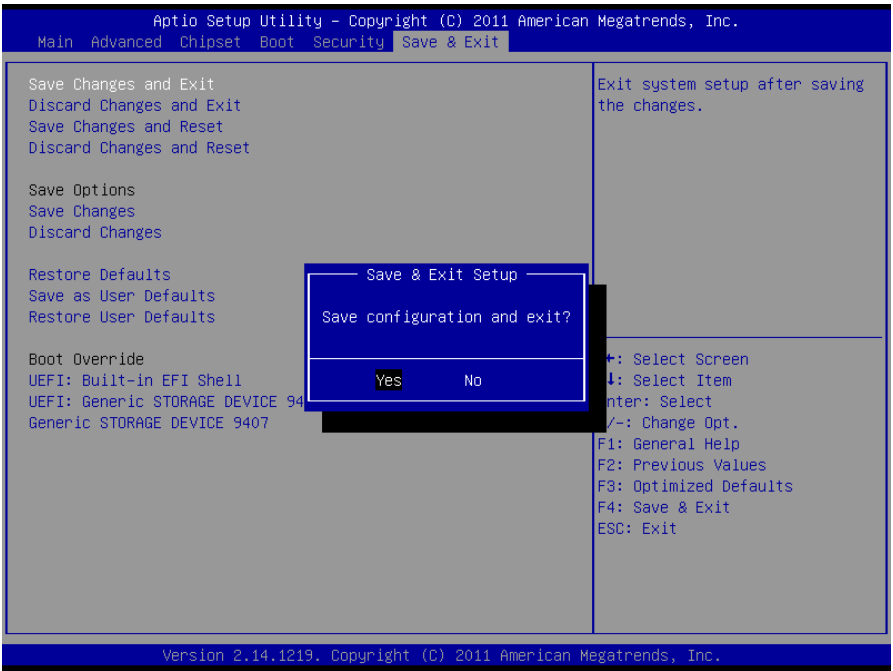 Aptio Setup Utility – Copyright (C) 2011 American Megatrends, Inc.
Main Advanced Chipset Boot Security Save & Exit
Save Changes and Exit
Discard Changes and Exit
Save Changes and Reset
Discard Changes and Reset
Save Options
Save Changes
Discard Changes
Restore Defaults
Save as User Defaults
Restore User Defaults
Boot Override
UEFI: Built-in EFI Shell
UEFI: Generic STORAGE DEVICE 94
Generic STORAGE DEVICE 9407
Save & Exit Setup
Save configuration and exit?
Yes No
Exit system setup after saving
the changes.
: Select Screen
: Select Item
nter: Select
/-: Change Opt.
F1: General Help
F2: Previous Values
F3: Optimized Defaults
F4: Save & Exit
ESC: Exit
Version 2.14.1219. Copyright (C) 2011 American Megatrends, Inc.